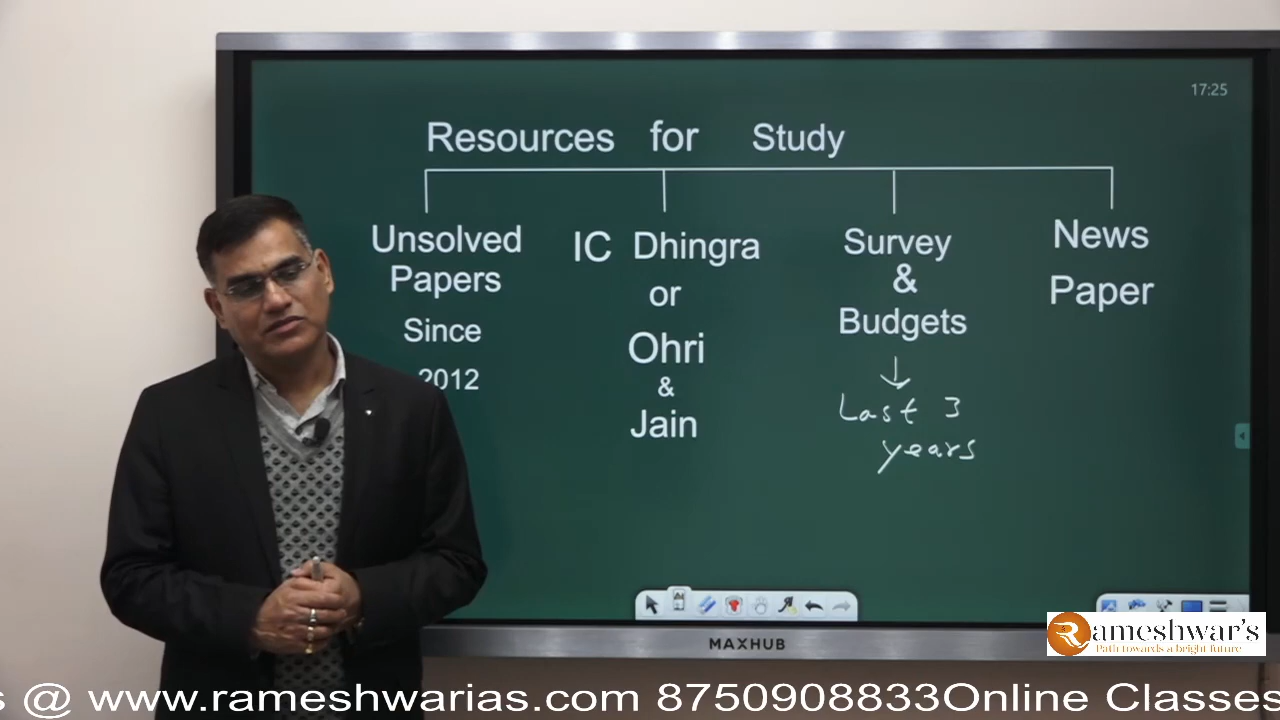 17:25
Resources for Study
Unsolved
Papers
Since
2012
IC Dhingra
or
Ohri
&
Jain
Survey
&
Budgets
Last 3
years
News
Paper
MAXHUB
Rameshwar's
Path towards a bright future
s @ www.rameshwarias.com 8750908833Online Classes